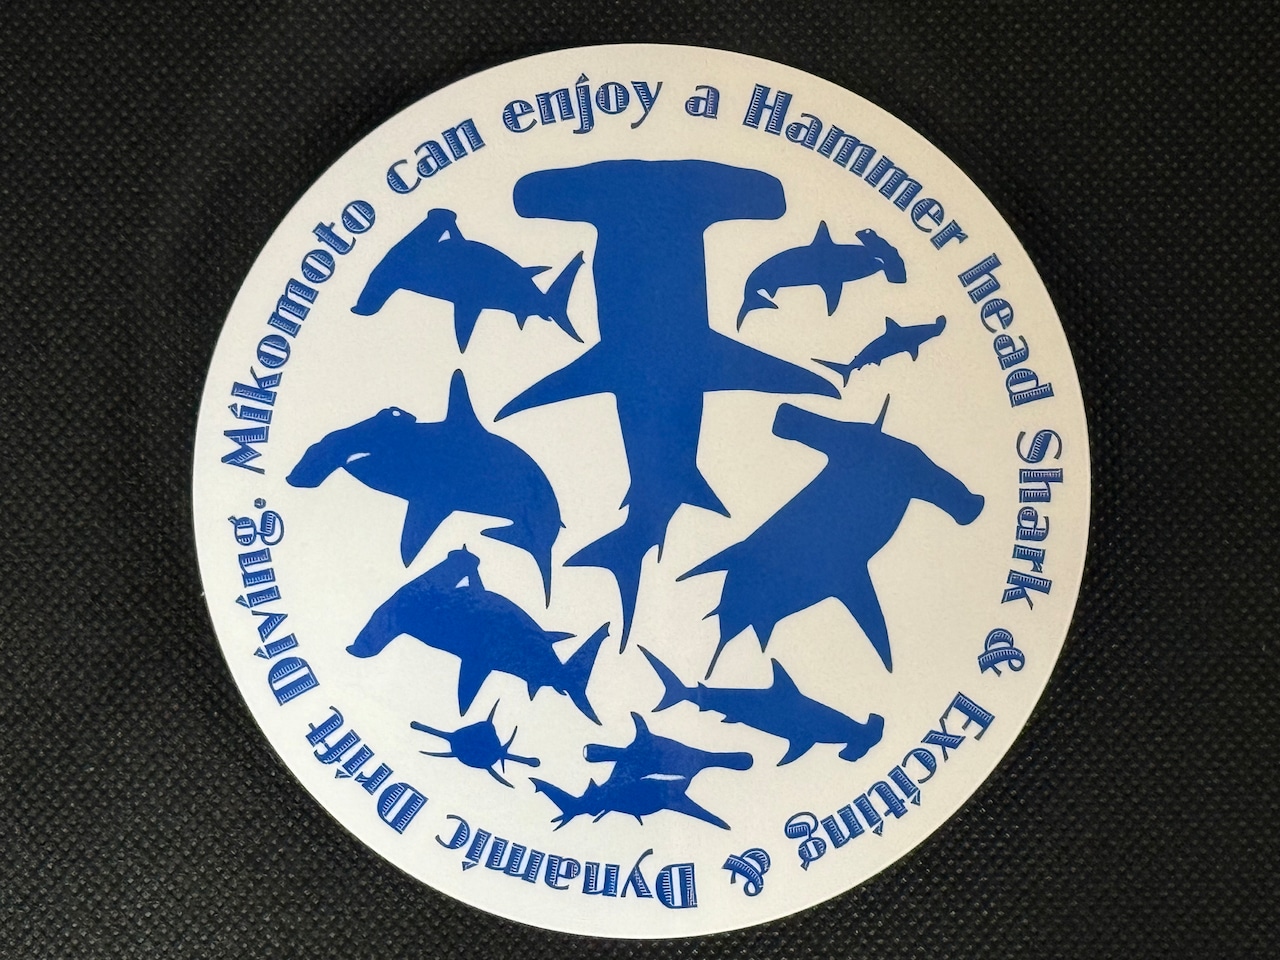 Mikomoto can enjoy a Hammer head Shark & Exciting & Dynamic Drift Diving.